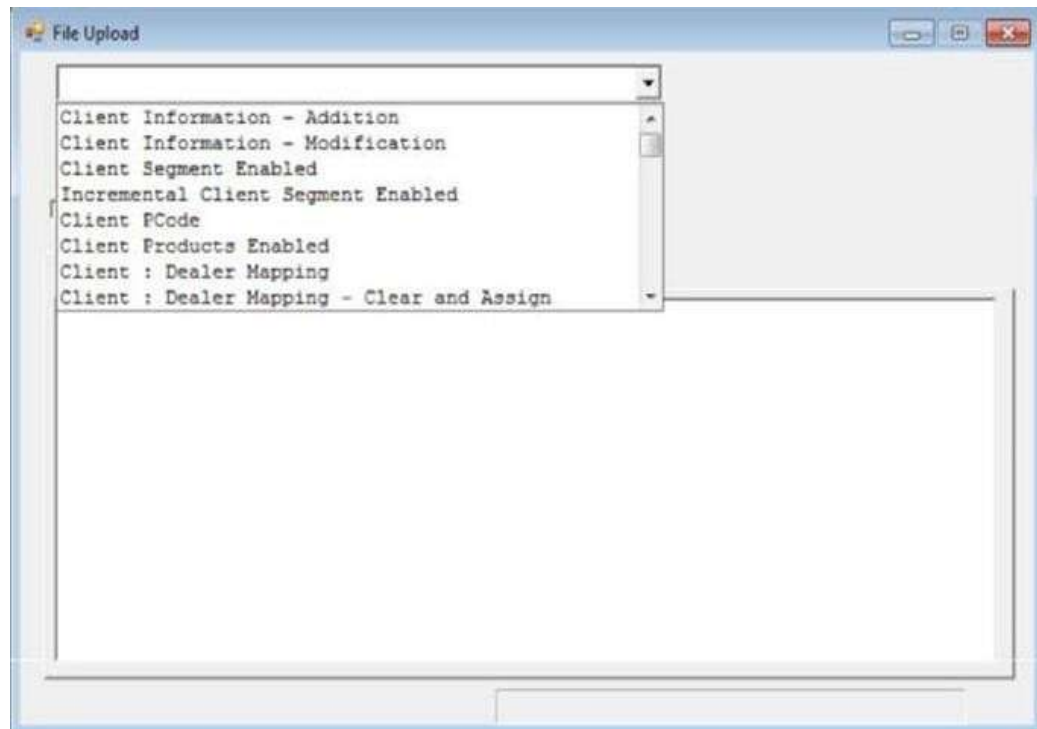 File Upload
Client Information - Addition
Client Information - Modification
Client Segment Enabled
Incremental Client Segment Enabled
Client PCode
Client Products Enabled
Client : Dealer Mapping
Client : Dealer Mapping - Clear and Assign